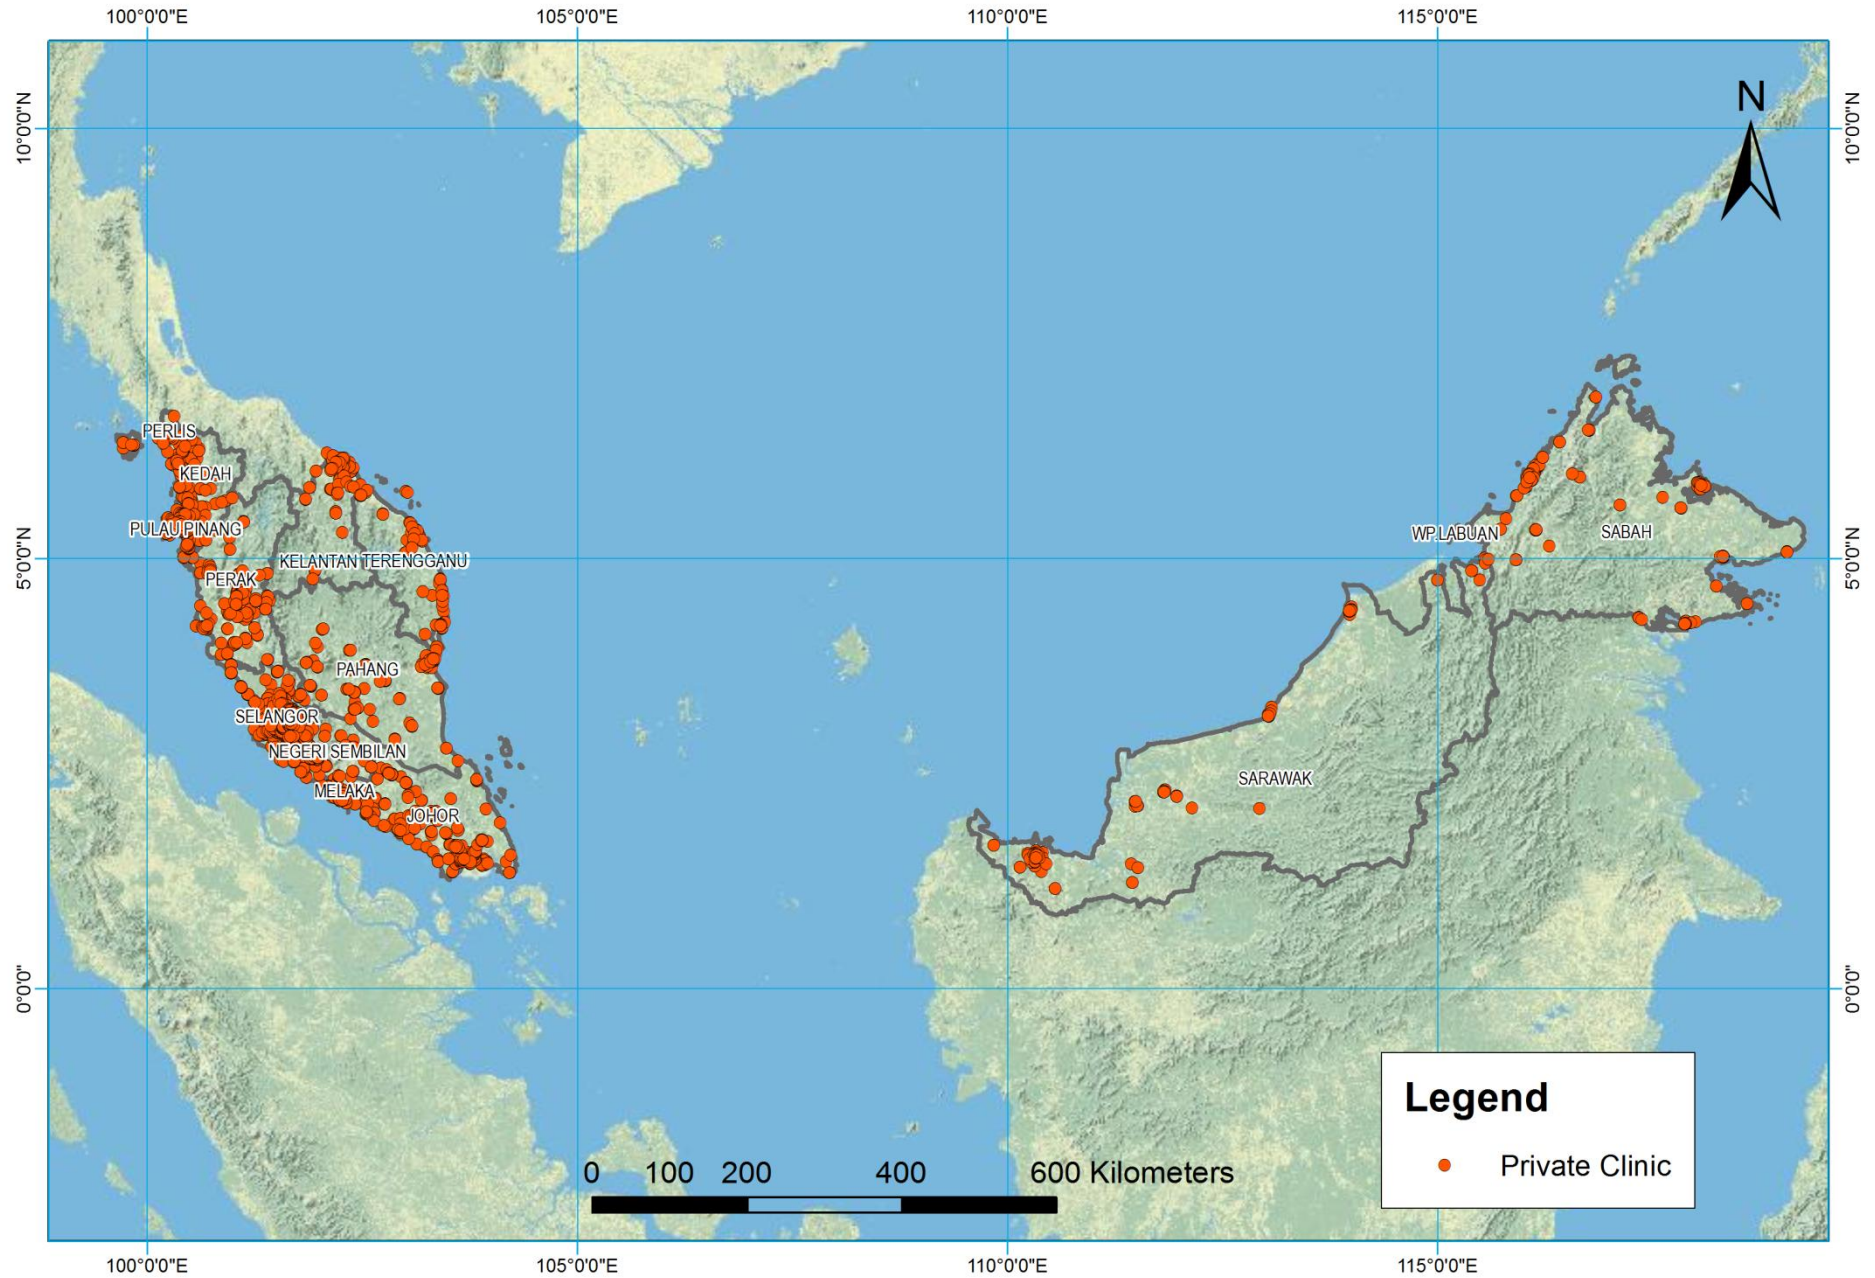 100°0'0"E
105°0'0"E
110°0'0"E
115°0'0"E
10°0'0"N
10°0'0"N
N
PERLIS
KEDAH
PULAU PINANG
WP.LABUAN
SABAH
5°0'0"N
5°0'0"N
KELANTAN
TERENGGANU
PERAK
PAHANG
SELANGOR
NEGERI SEMBILAN
SARAWAK
MELAKA
JOHOR
0°0'0"
0°0'0"
Legend
Private Clinic
0 100 200 400 600 Kilometers
100°0'0"E
105°0'0"E
110°0'0"E
115°0'0"E